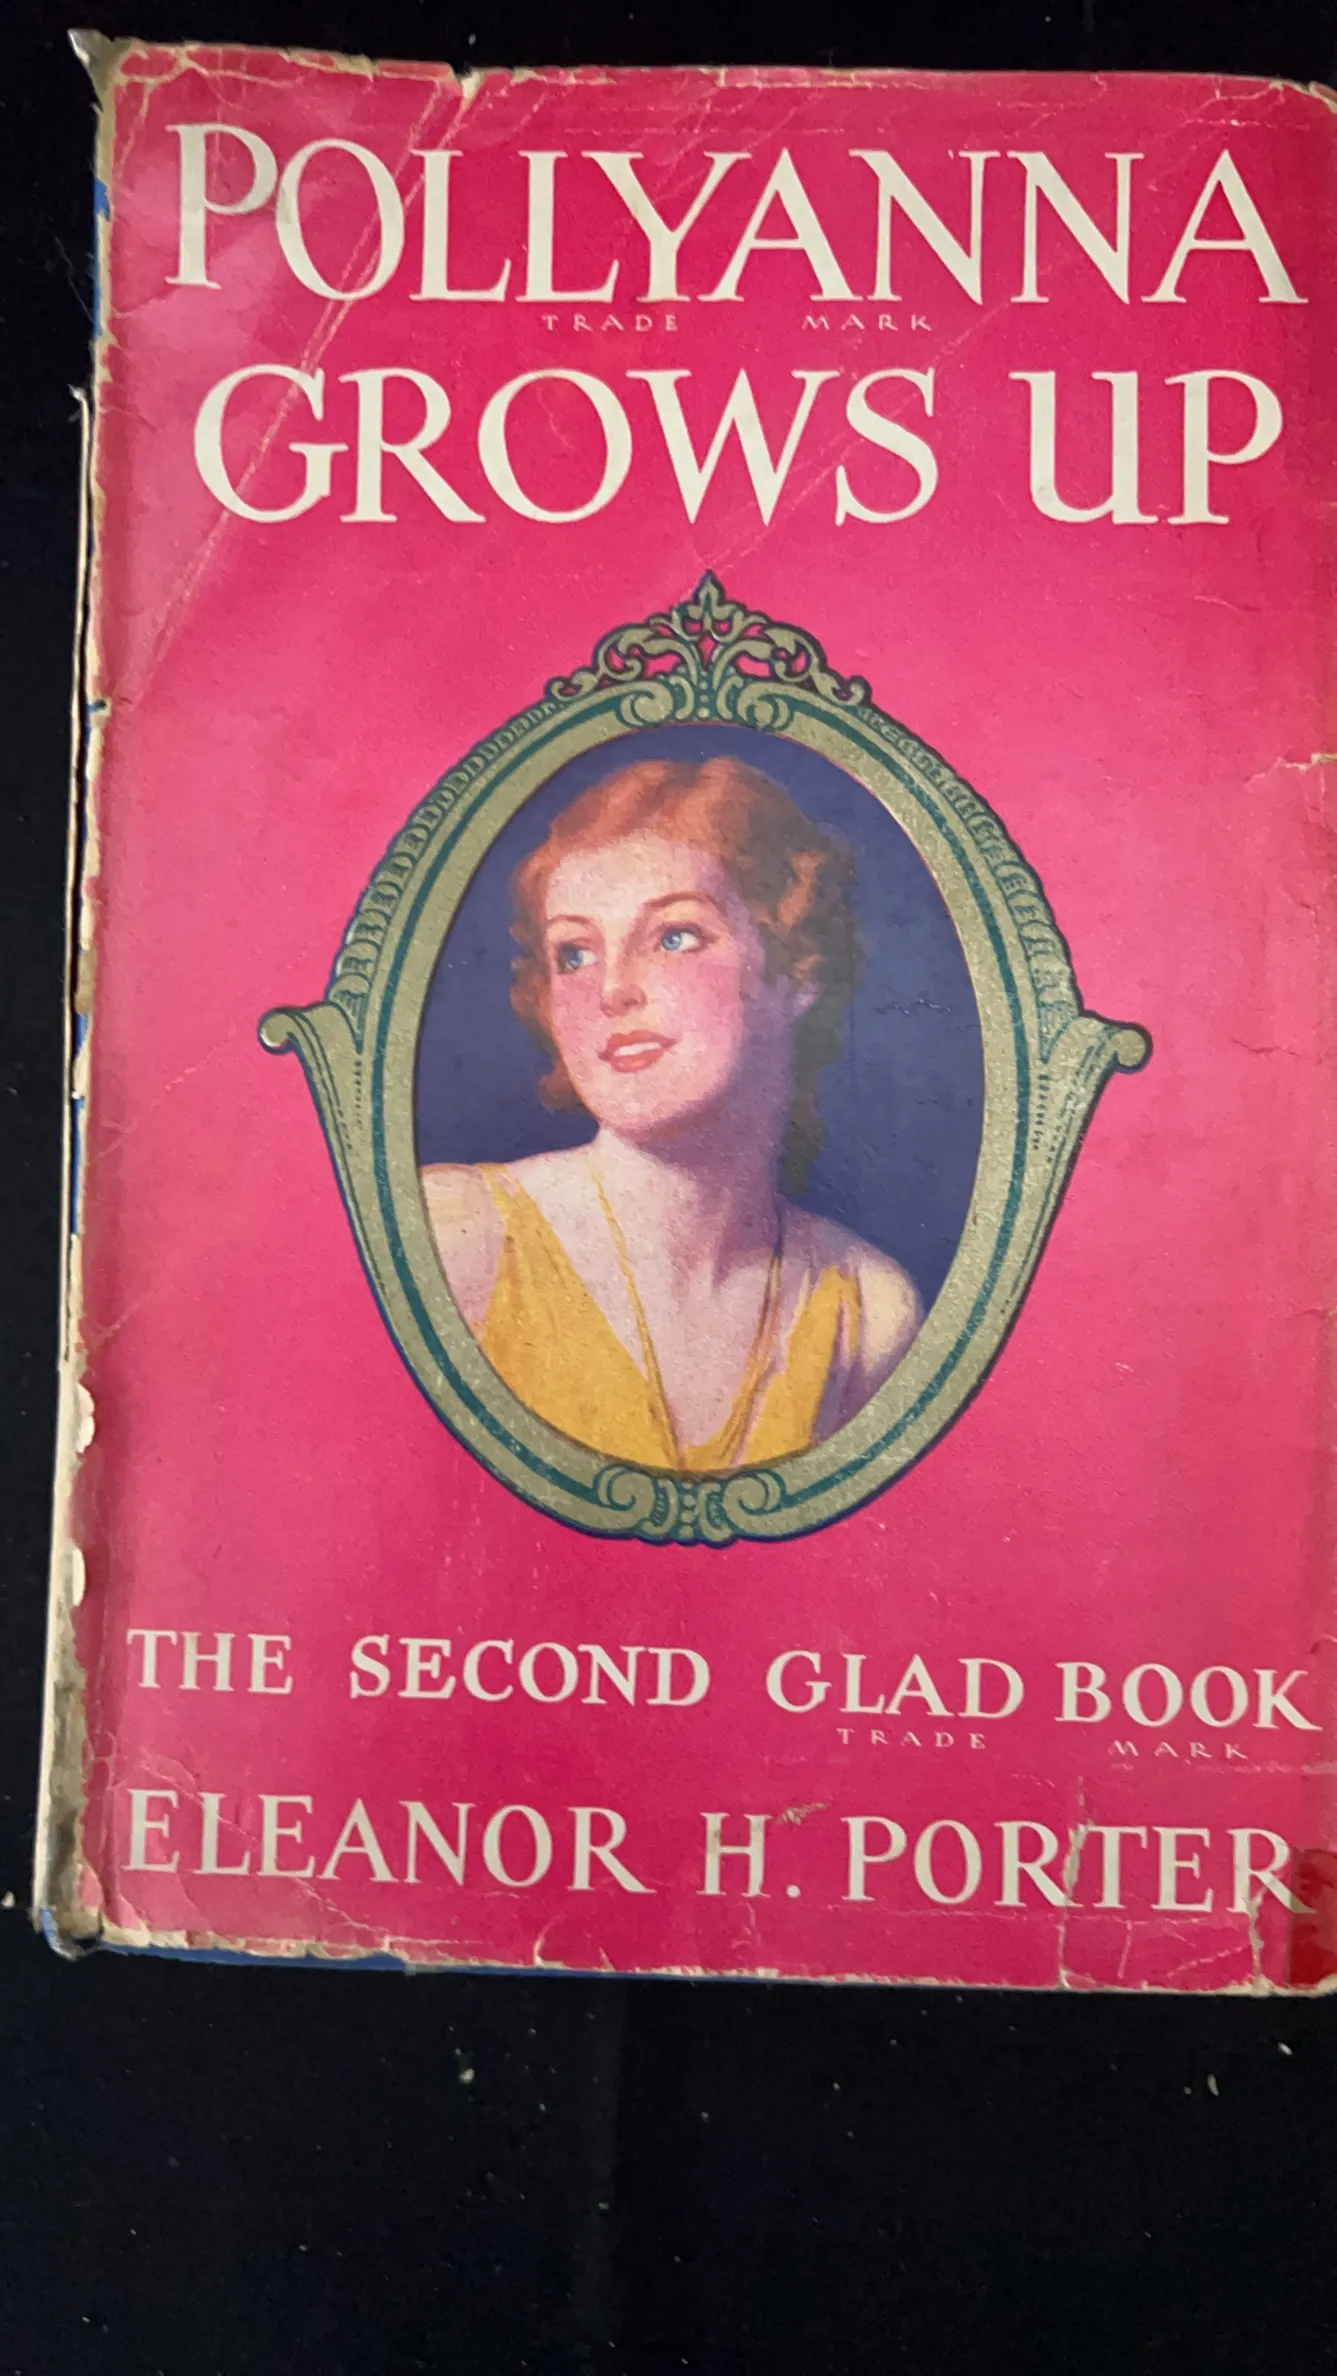 POLLYANNA
TRADE MARK
GROWS UP
THE SECOND GLAD BOOK
TRADE MARK
ELEANOR H. PORTER